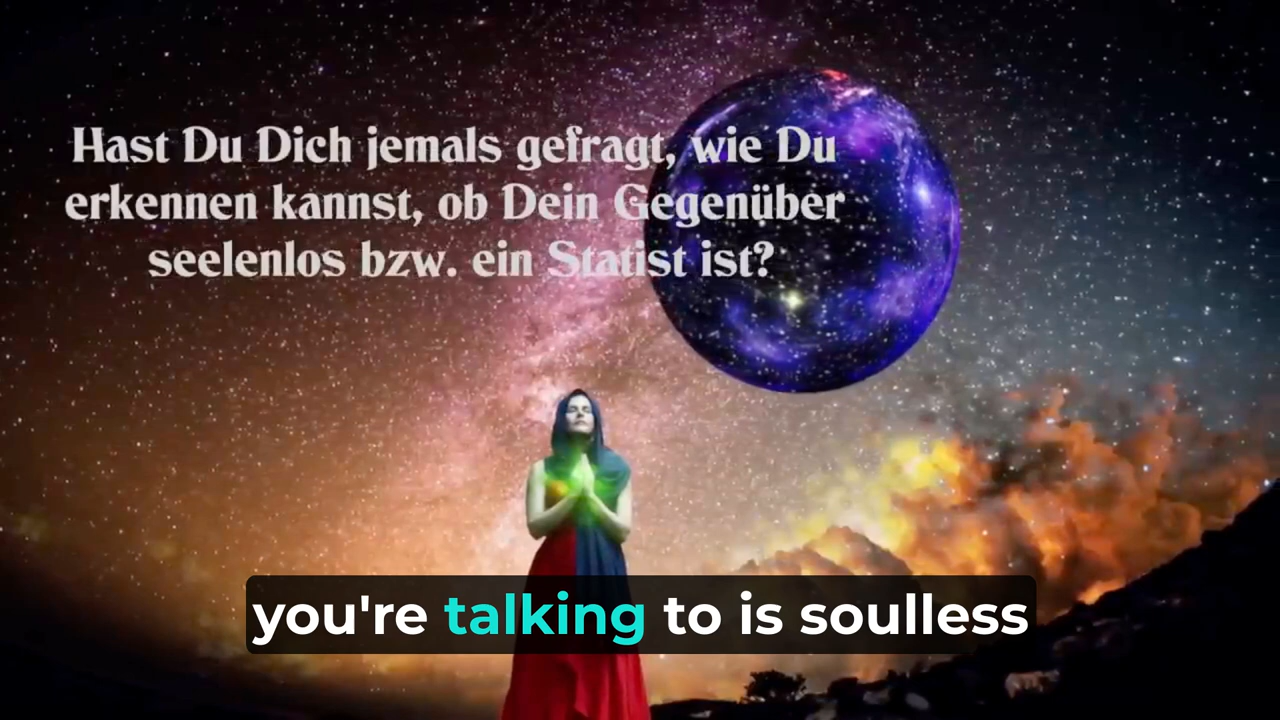 Hast Du Dich jemals gefragt, wie Du
erkennen kannst, ob Dein Gegenüber
seelenlos bzw. ein Statist ist?
you're talking to is soulless